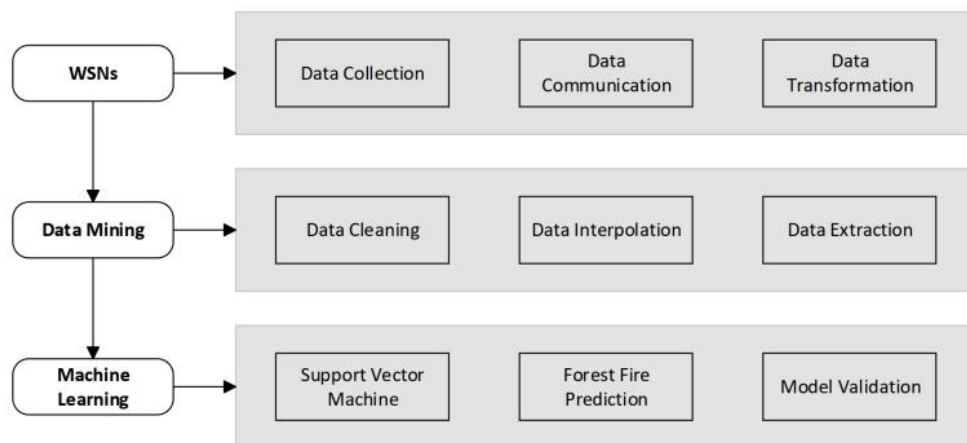 WSNs
Data Collection
Data
Communication
Data
Transformation
Data Mining
Data Cleaning
Data Interpolation
Data Extraction
Machine
Learning
Support Vector
Machine
Forest Fire
Prediction
Model Validation